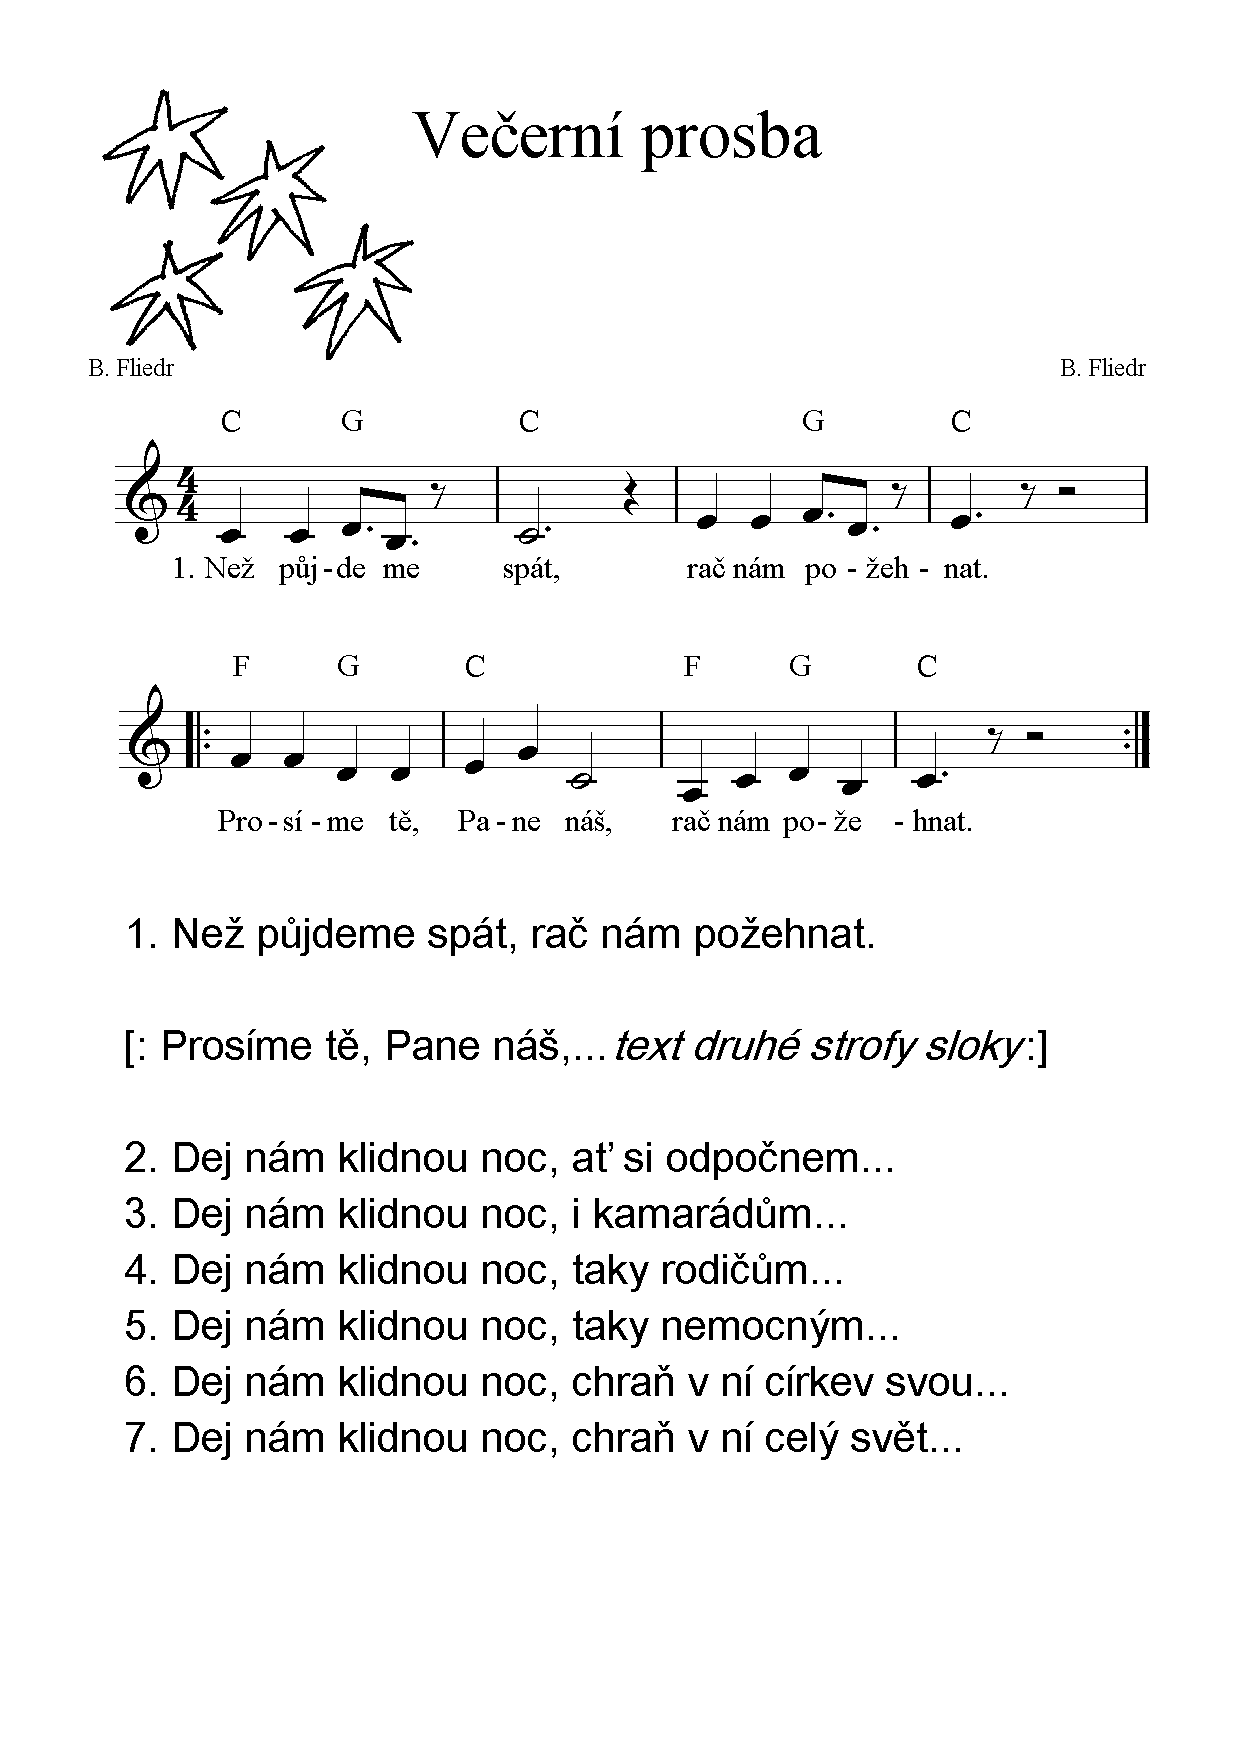 Večerní prosba
B. Fliedr B. Fliedr
C G C G C
4
4
1. Než půj-de me spát, rač nám po - žeh - nat.
F G C F G C
Pro-sí-me tě, Pa-ne náš, rač nám po-že - hnat.
1. Než půjdeme spát, rač nám požehnat.
[: Prosíme tě, Pane náš,...text druhé strofy sloky:]
2. Dej nám klidnou noc, ať si odpočnem...
3. Dej nám klidnou noc, i kamarádům...
4. Dej nám klidnou noc, taky rodičům...
5. Dej nám klidnou noc, taky nemocným...
6. Dej nám klidnou noc, chraň v ní církev svou...
7. Dej nám klidnou noc, chraň v ní celý svět...